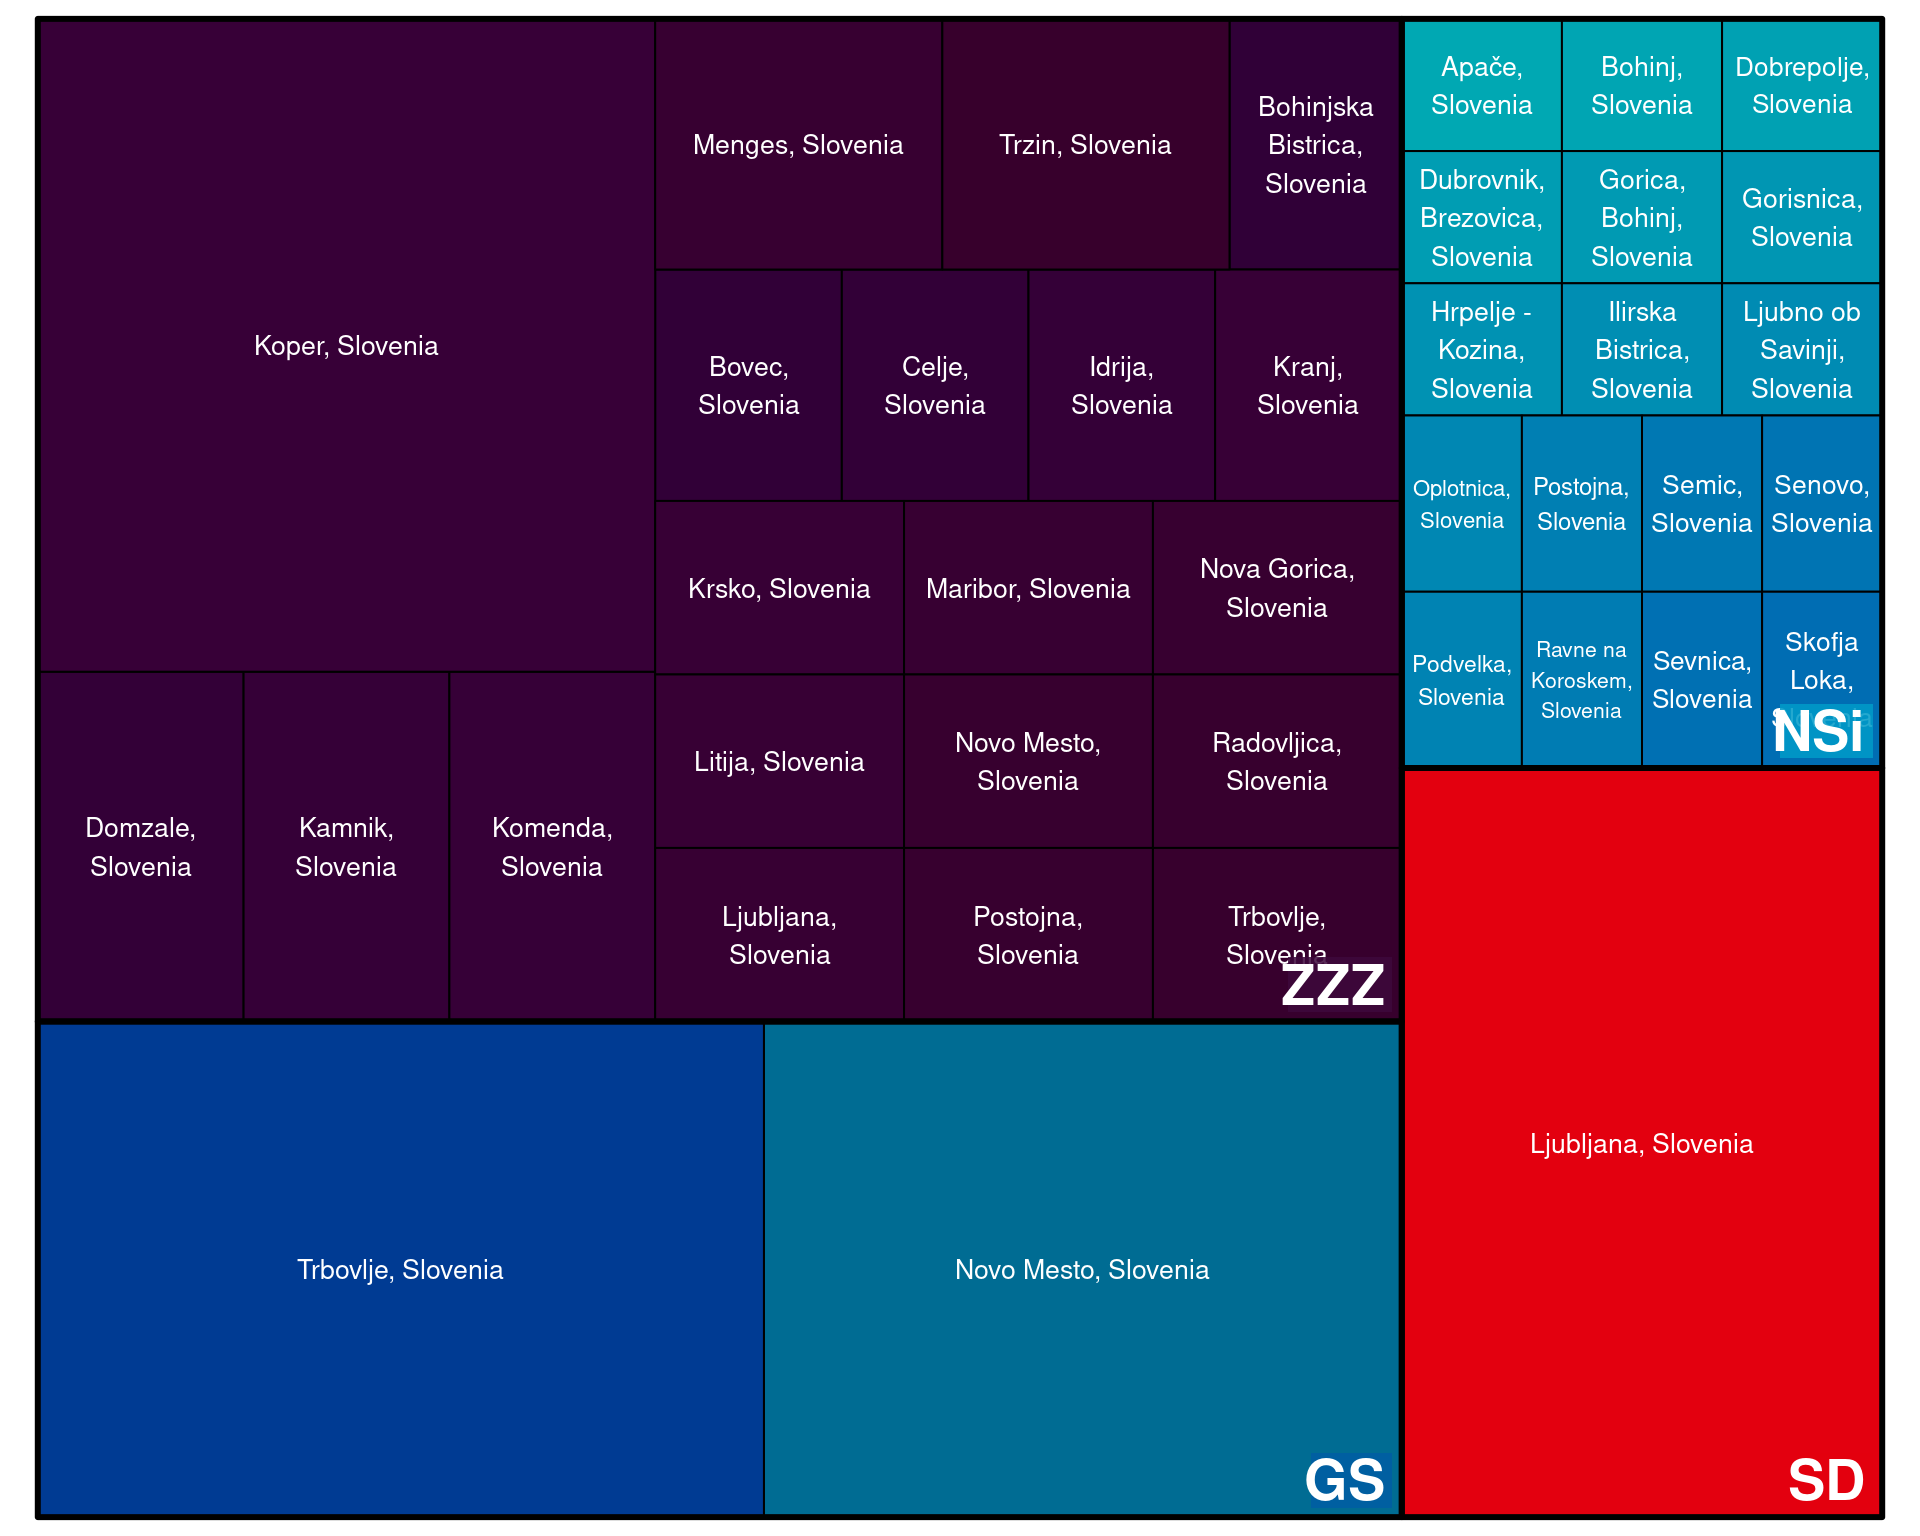 Koper, Slovenia
Domzale,
Slovenia
Kamnik,
Slovenia
Komenda,
Slovenia
Menges, Slovenia
Trzin, Slovenia
Bohinjska
Bistrica,
Slovenia
Bovec,
Slovenia
Celje,
Slovenia
Idrija,
Slovenia
Kranj,
Slovenia
Krsko, Slovenia
Maribor, Slovenia
Nova Gorica,
Slovenia
Litija, Slovenia
Novo Mesto,
Slovenia
Radovljica,
Slovenia
Ljubljana,
Slovenia
Postojna,
Slovenia
Trbovlje,
Slovenia
ZZZ
Trbovlje, Slovenia
Novo Mesto, Slovenia
GS
Apače,
Slovenia
Bohinj,
Slovenia
Dobrepolje,
Slovenia
Dubrovnik,
Brezovica,
Slovenia
Gorica,
Bohinj,
Slovenia
Gorisnica,
Slovenia
Hrpelje -
Kozina,
Slovenia
Ilirska
Bistrica,
Slovenia
Ljubno ob
Savinji,
Slovenia
Oplotnica,
Slovenia
Postojna,
Slovenia
Semic,
Slovenia
Senovo,
Slovenia
Podvelka,
Slovenia
Ravne na
Koroskem,
Slovenia
Sevnica,
Slovenia
Skofja
Loka,
NSi
Ljubljana, Slovenia
SD